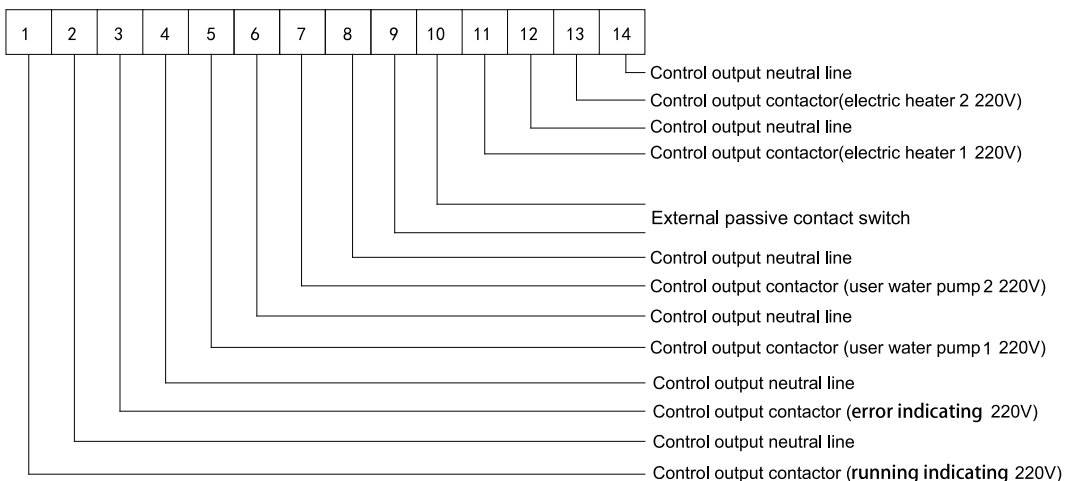 1 2 3 4 5 6 7 8 9 10 11 12 13 14
Control output neutral line
Control output contactor(electric heater 2 220V)
Control output neutral line
Control output contactor(electric heater 1 220V)
External passive contact switch
Control output neutral line
Control output contactor (user water pump 2 220V)
Control output neutral line
Control output contactor (user water pump 1 220V)
Control output neutral line
Control output contactor (error indicating 220V)
Control output neutral line
Control output contactor (running indicating 220V)